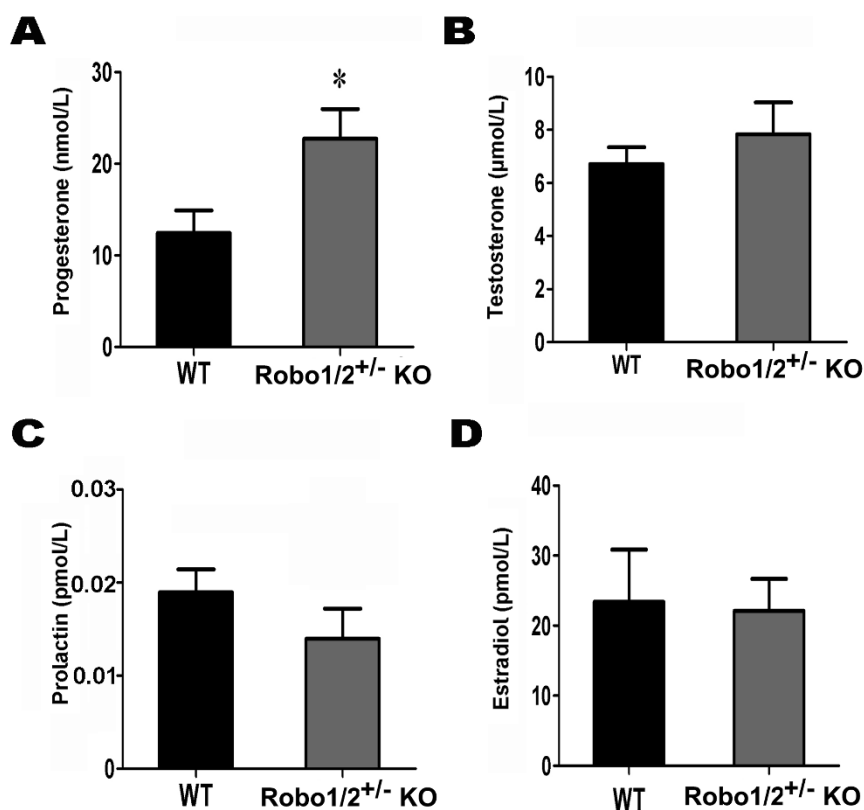 A
Progesterone (nmol/L)
30
20
10
0
*
WT
Robo1/2+/- KO
B
Testosterone (µmol/L)
10
8
6
4
2
0
WT
Robo1/2+/- KO
C
Prolactin (pmol/L)
0.03
0.02
0.01
0
WT
Robo1/2+/- KO
D
Estradiol (pmol/L)
40
30
20
10
0
WT
Robo1/2+/- KO